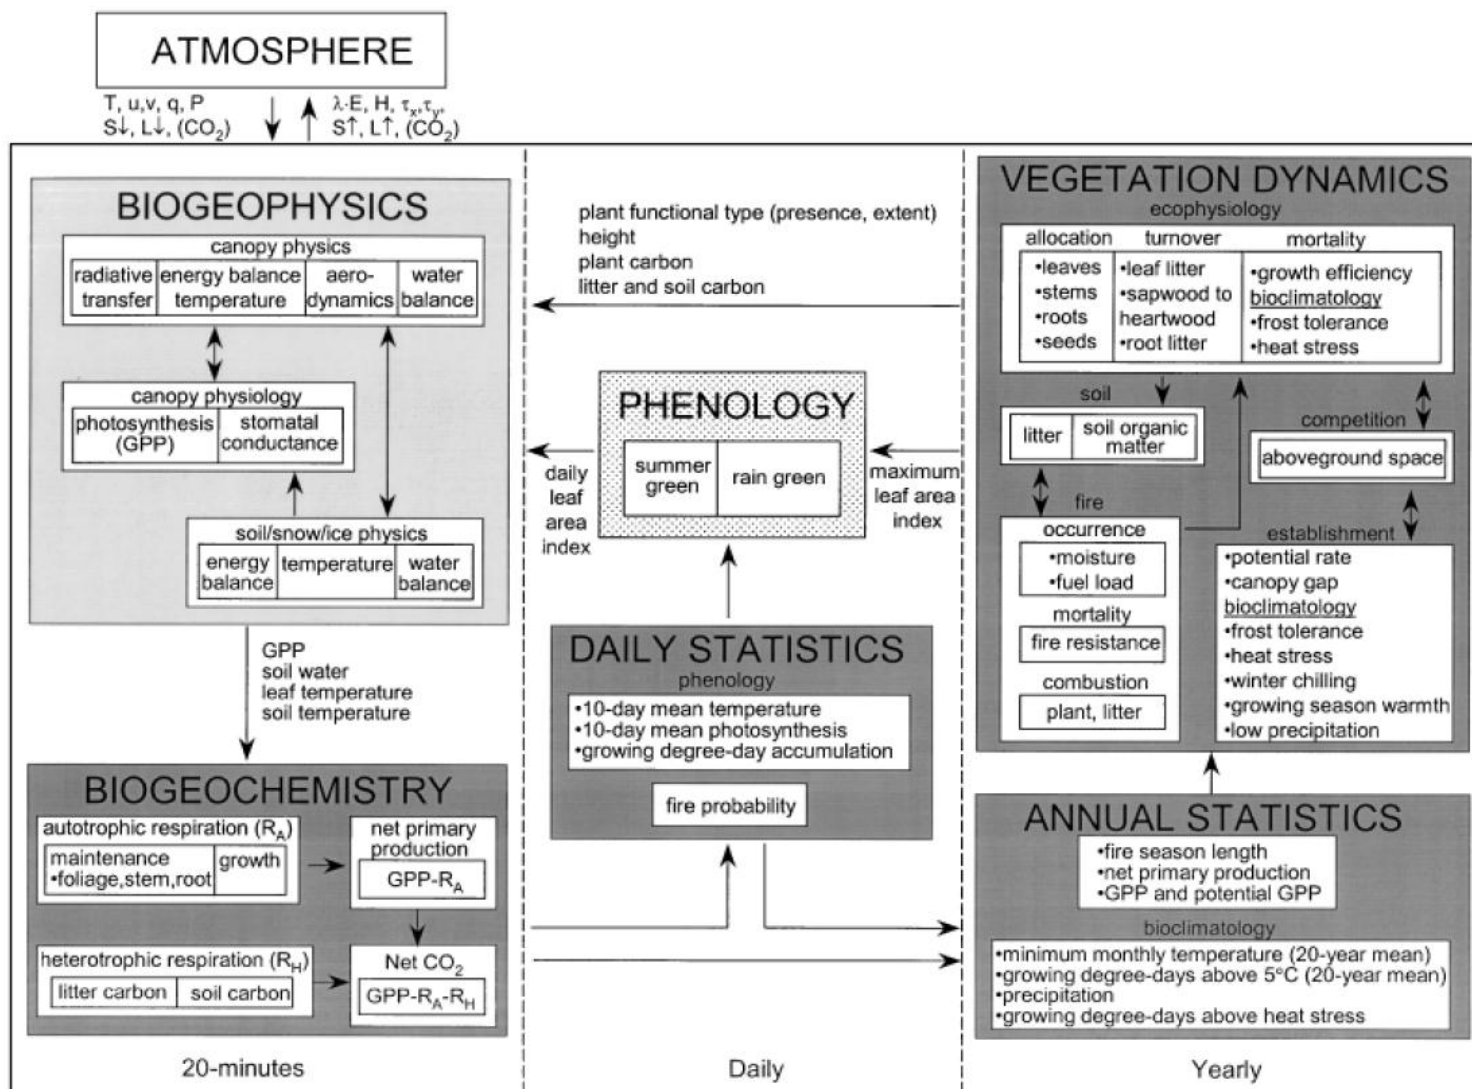 ATMOSPHERE
T, u,v, q, P
S↓, L↓, (CO₂)
λ·E, H, τₓ,τᵧ,
S↑, L↑, (CO₂)
BIOGEOPHYSICS
canopy physics
radiative
transfer
energy balance
temperature
aero-
dynamics
water
balance
canopy physiology
photosynthesis
(GPP)
stomatal
conductance
soil/snow/ice physics
energy
balance
temperature
water
balance
GPP
soil water
leaf temperature
soil temperature
BIOGEOCHEMISTRY
autotrophic respiration (R_A)
maintenance
•foliage,stem,root
growth
net primary
production
GPP-R_A
heterotrophic respiration (R_H)
litter carbon
soil carbon
Net CO₂
GPP-R_A-R_H
20-minutes
plant functional type (presence, extent)
height
plant carbon
litter and soil carbon
PHENOLOGY
summer
green
rain green
daily
leaf
area
index
maximum
leaf area
index
DAILY STATISTICS
phenology
•10-day mean temperature
•10-day mean photosynthesis
•growing degree-day accumulation
fire probability
Daily
VEGETATION DYNAMICS
ecophysiology
allocation
•leaves
•stems
•roots
•seeds
turnover
•leaf litter
•sapwood to
heartwood
•root litter
mortality
•growth efficiency
bioclimatology
•frost tolerance
•heat stress
soil
litter
soil organic
matter
competition
aboveground space
fire
occurrence
•moisture
•fuel load
mortality
fire resistance
combustion
plant, litter
establishment
•potential rate
•canopy gap
bioclimatology
•frost tolerance
•heat stress
•winter chilling
•growing season warmth
•low precipitation
ANNUAL STATISTICS
•fire season length
•net primary production
•GPP and potential GPP
bioclimatology
•minimum monthly temperature (20-year mean)
•growing degree-days above 5°C (20-year mean)
•precipitation
•growing degree-days above heat stress
Yearly